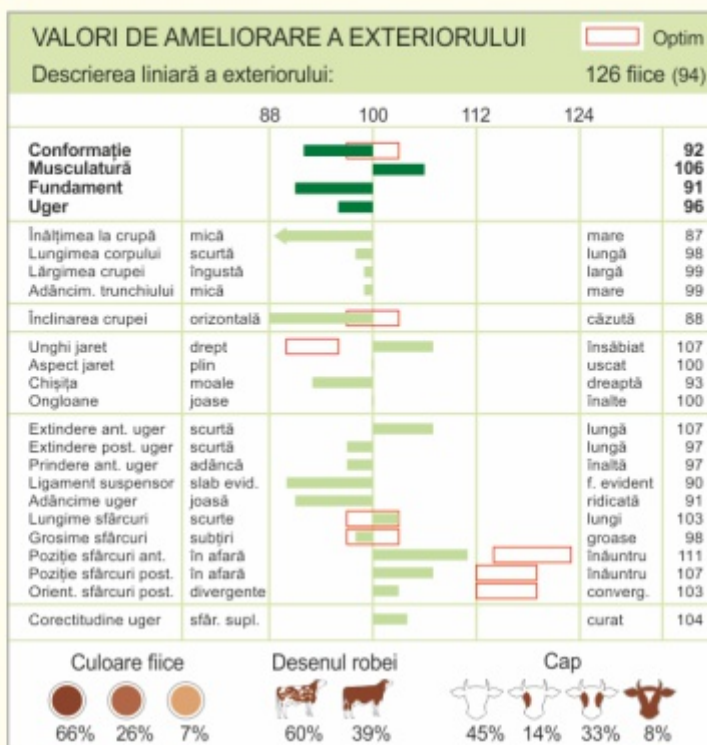 VALORI DE AMELIORARE A EXTERIORULUI Optim
Descrierea liniară a exteriorului: 126 fiice (94)
88 100 112 124
Conformație 92
Musculatură 106
Fundament 91
Uger 96
Înălțimea la crupă mică mare 87
Lungimea corpului scurtă lungă 98
Lărgimea crupei îngustă largă 99
Adâncim. trunchiului mică mare 99
Înclinarea crupei orizontală căzută 88
Unghi jaret drept însăbiat 107
Aspect jaret plin uscat 100
Chișița moale dreaptă 93
Ongloane joase înalte 100
Extindere ant. uger scurtă lungă 107
Extindere post. uger scurtă lungă 97
Prindere ant. uger adâncă înaltă 97
Ligament suspensor slab evid. f. evident 90
Adâncime uger joasă ridicată 91
Lungime sfârcuri scurte lungi 103
Grosime sfârcuri subțiri groase 98
Poziție sfârcuri ant. în afară înăuntru 111
Poziție sfârcuri post. în afară înăuntru 107
Orient. sfârcuri post. divergente converg. 103
Corectitudine uger sfâr. supl. curat 104
Culoare fiice Desenul robei Cap
66% 26% 7% 60% 39% 45% 14% 33% 8%